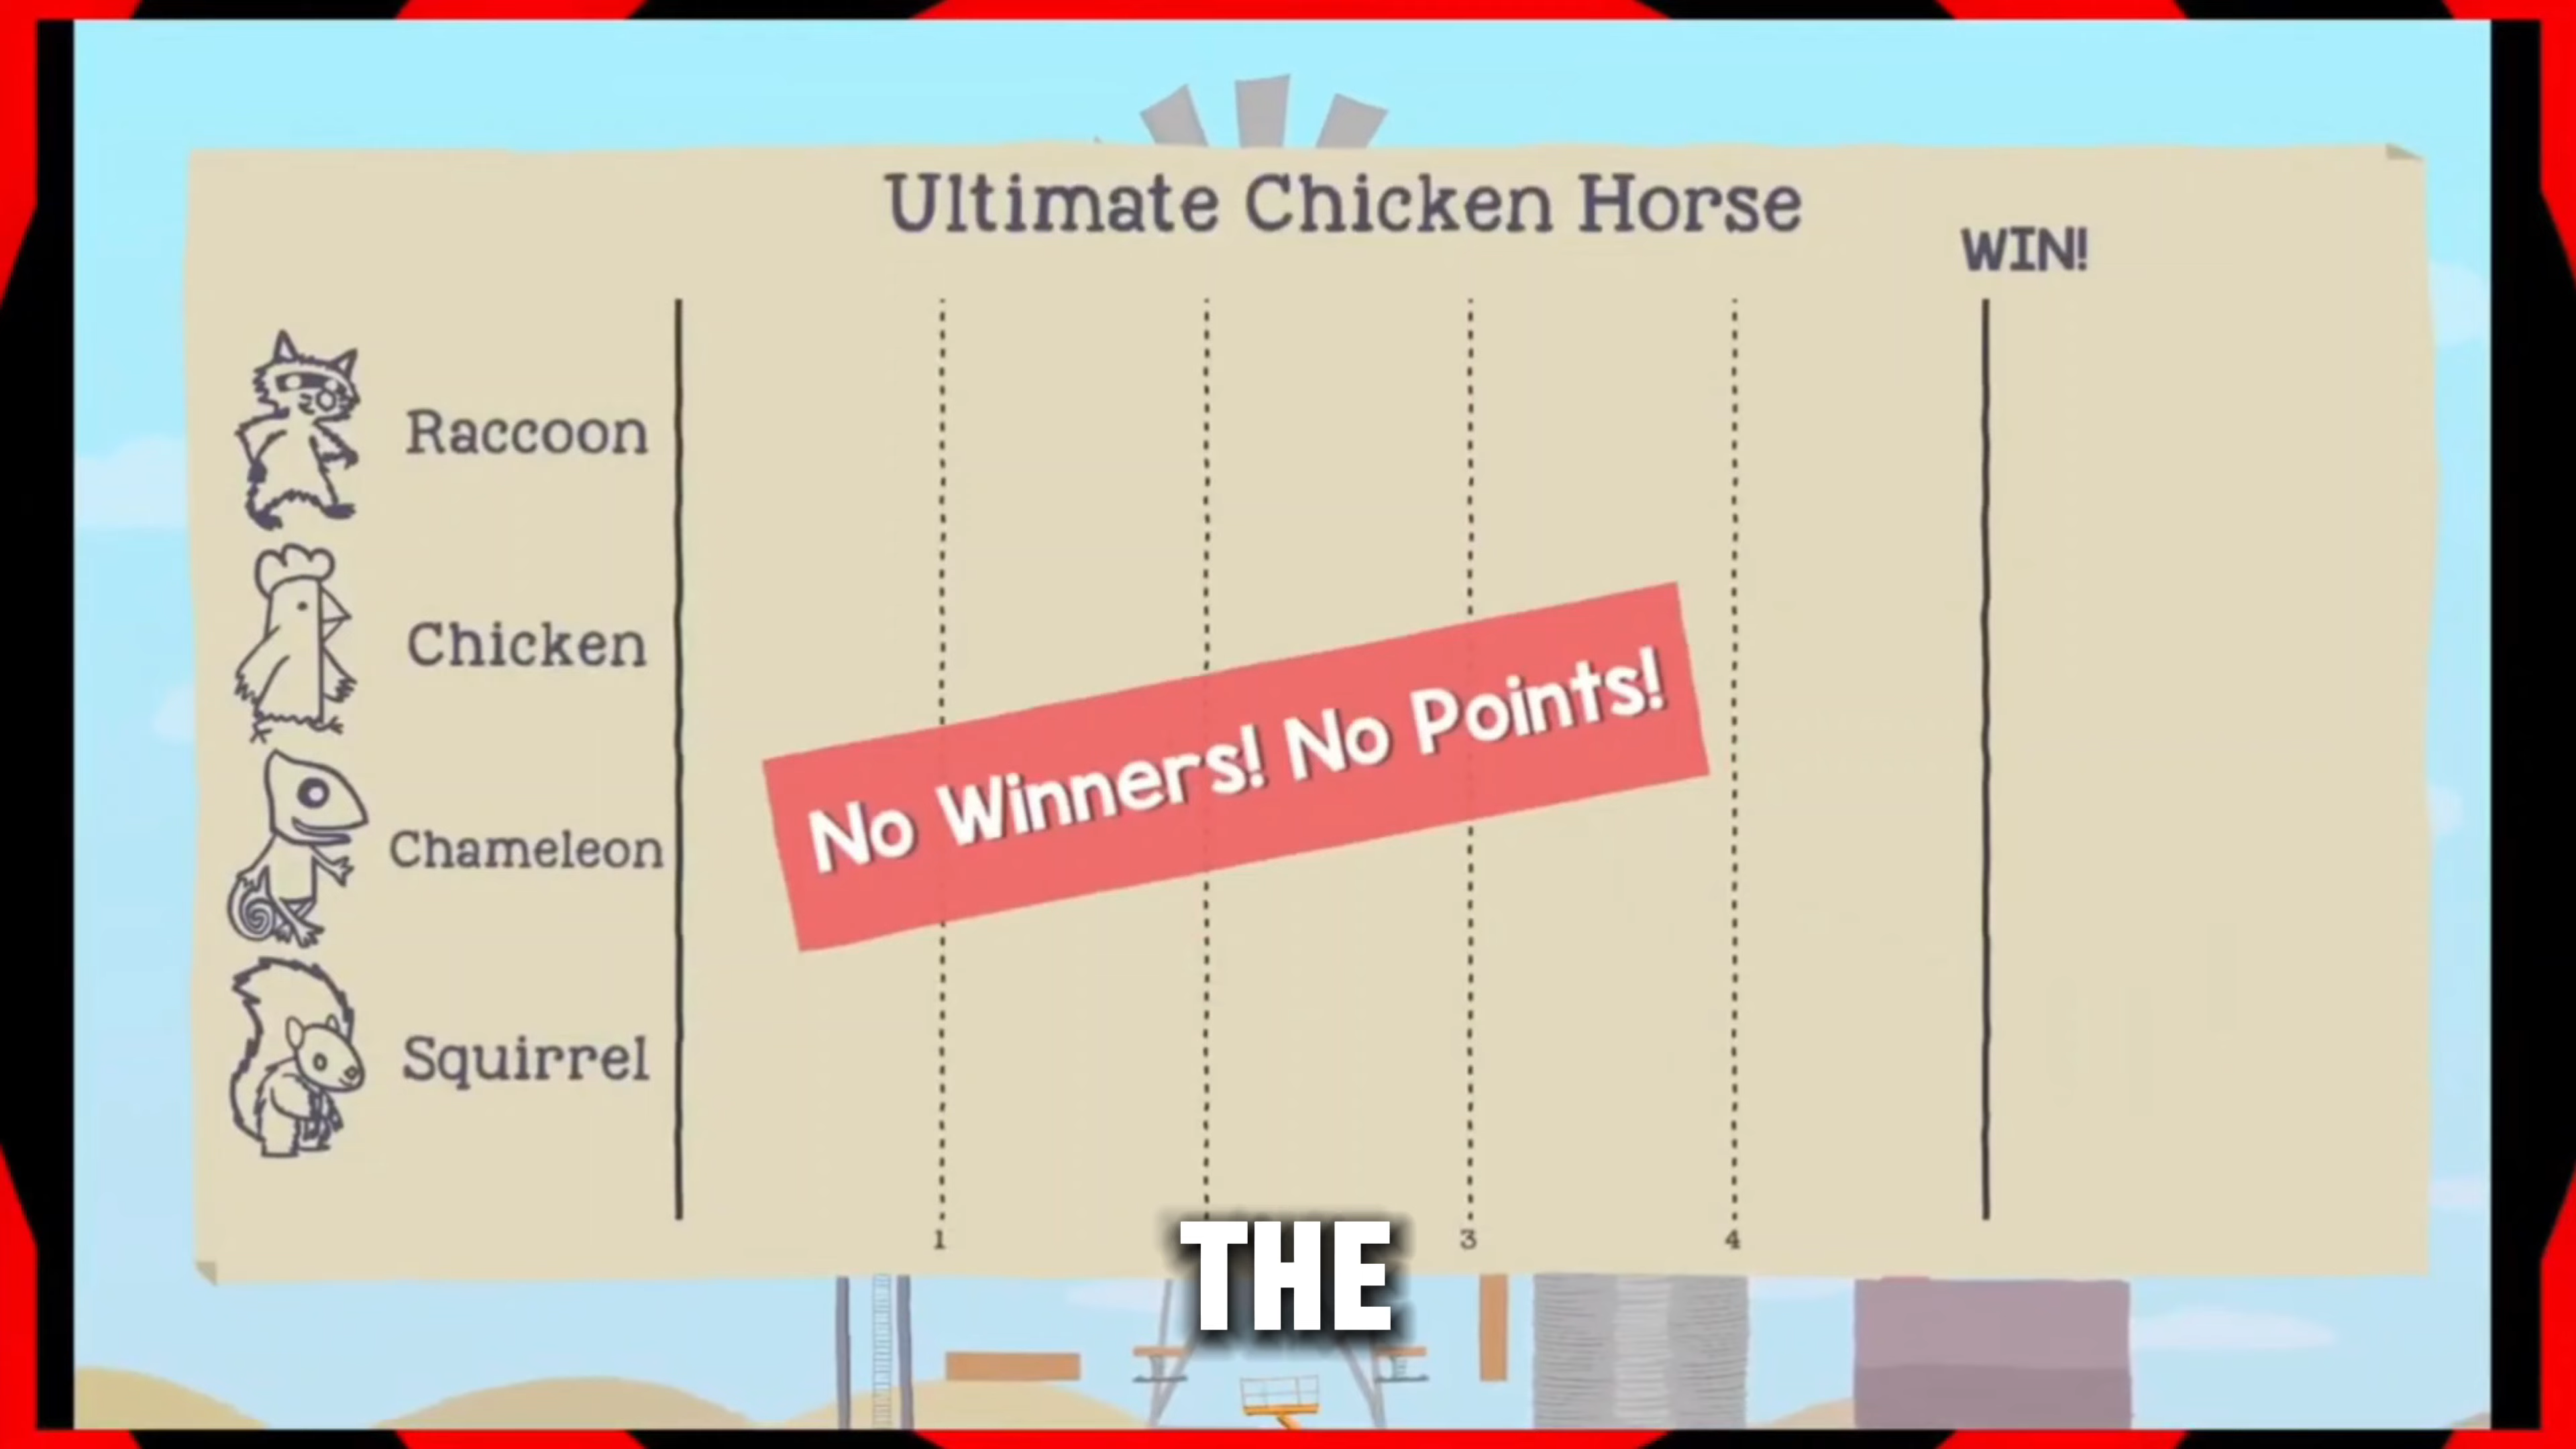 Ultimate Chicken Horse
WIN!
Raccoon
Chicken
No Winners! No Points!
Chameleon
Squirrel
1
3
4
THE